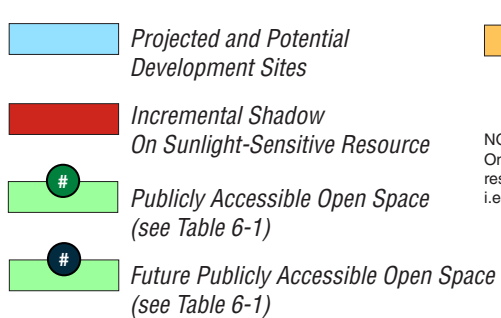 Projected and Potential
Development Sites
Incremental Shadow
On Sunlight-Sensitive Resource
#
Publicly Accessible Open Space
(see Table 6-1)
#
Future Publicly Accessible Open Space
(see Table 6-1)
i.e